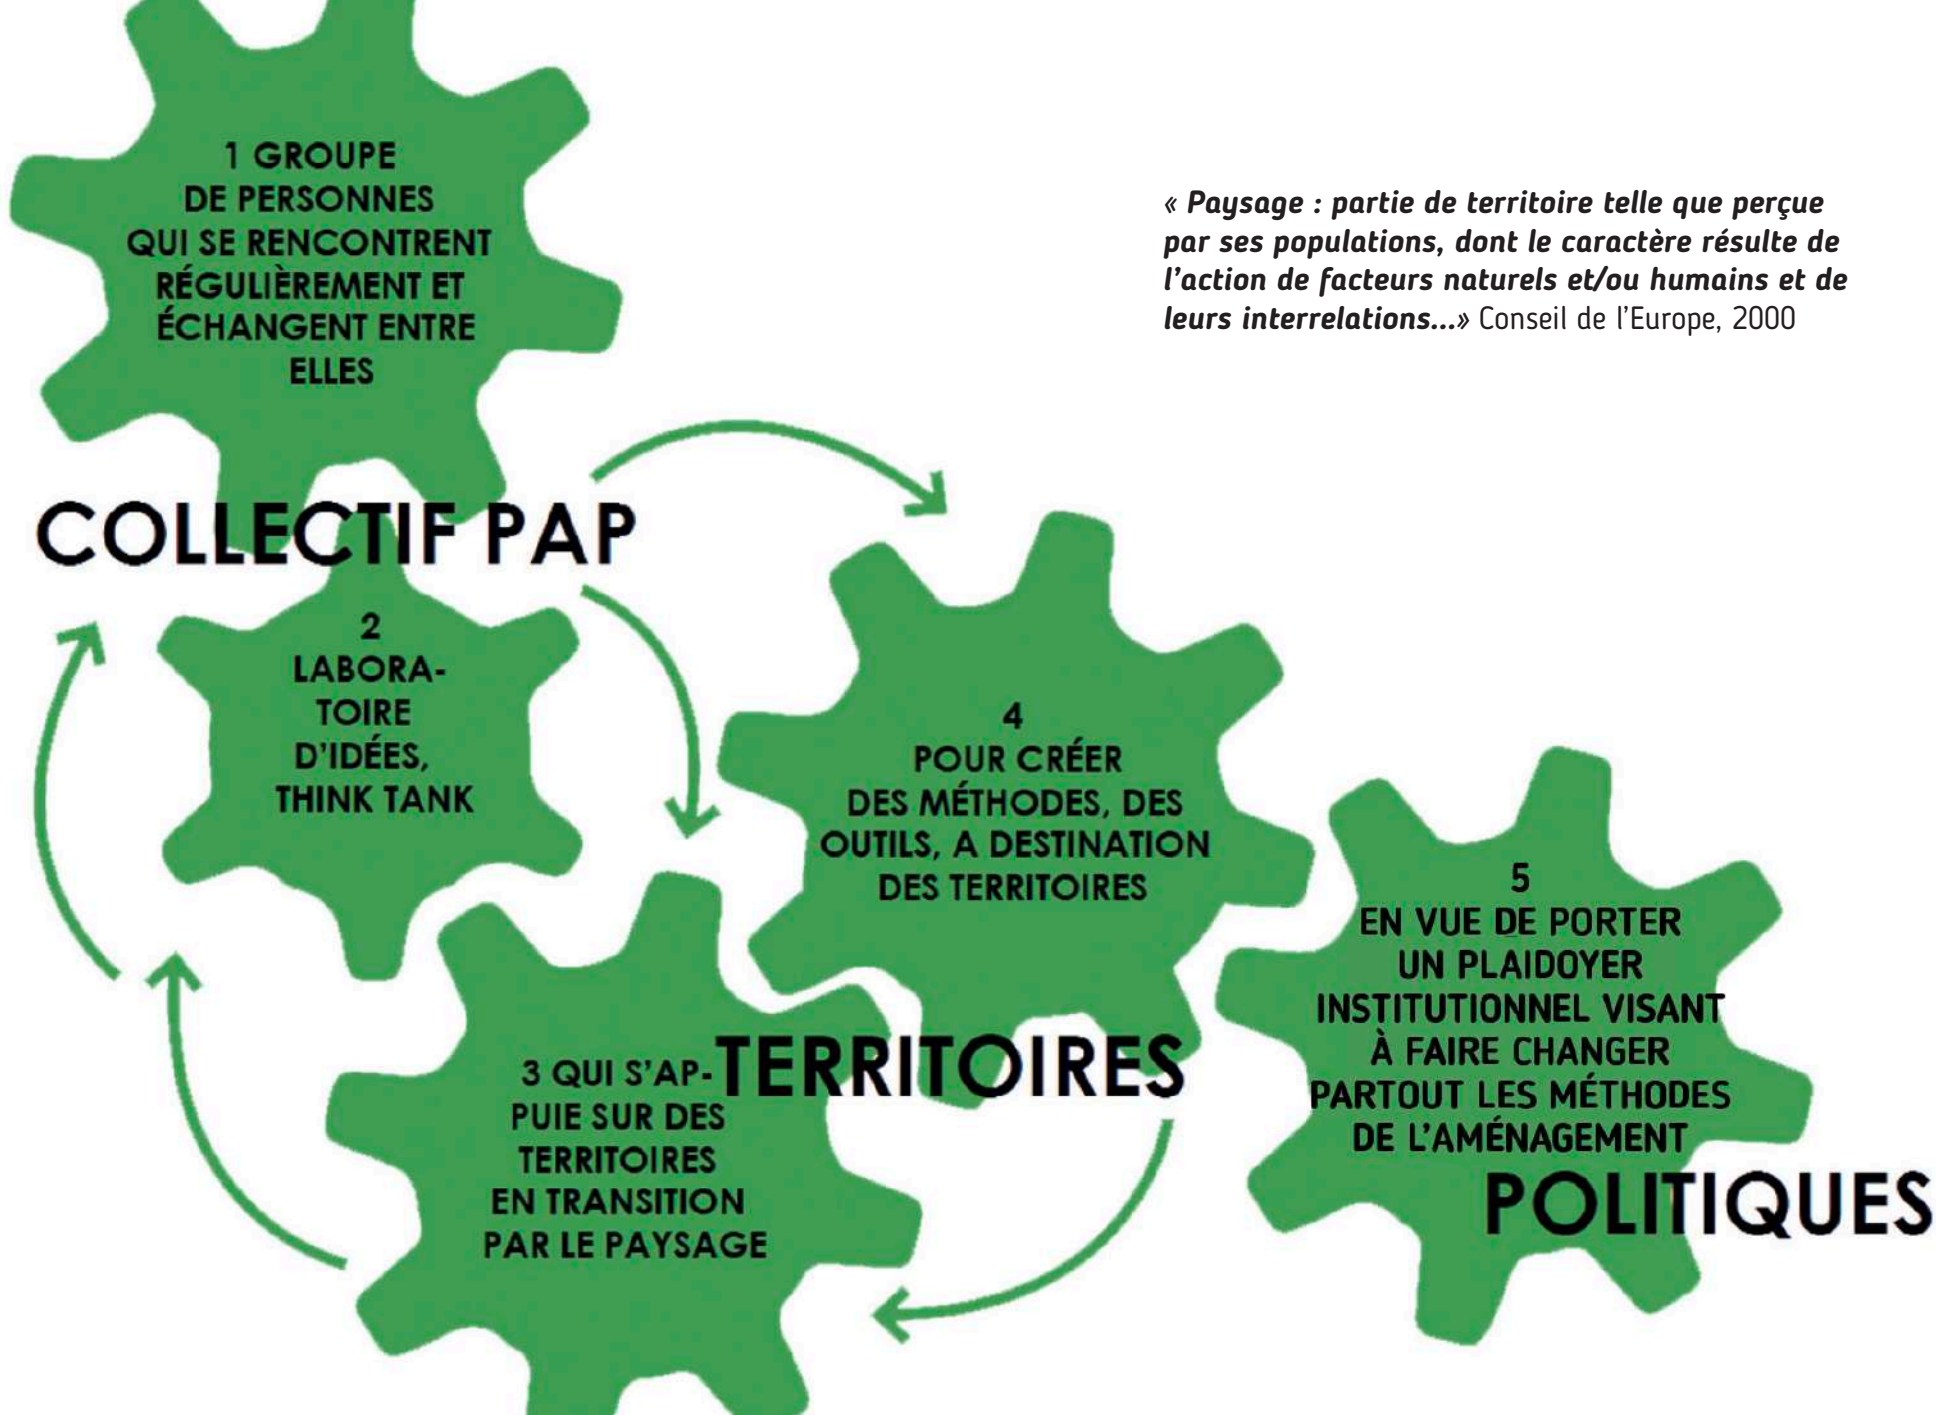 1 GROUPE
DE PERSONNES
QUI SE RENCONTRENT
RÉGULIÈREMENT ET
ÉCHANGENT ENTRE
ELLES
« Paysage : partie de territoire telle que perçue
par ses populations, dont le caractère résulte de
l'action de facteurs naturels et/ou humains et de
leurs interrelations...» Conseil de l'Europe, 2000
COLLECTIF PAP
2
LABORA-
TOIRE
D'IDÉES,
THINK TANK
4
POUR CRÉER
DES MÉTHODES, DES
OUTILS, A DESTINATION
DES TERRITOIRES
3 QUI S'AP-
PUIE SUR DES
TERRITOIRES
EN TRANSITION
PAR LE PAYSAGE
TERRITOIRES
5
EN VUE DE PORTER
UN PLAIDOYER
INSTITUTIONNEL VISANT
À FAIRE CHANGER
PARTOUT LES MÉTHODES
DE L'AMÉNAGEMENT
POLITIQUES